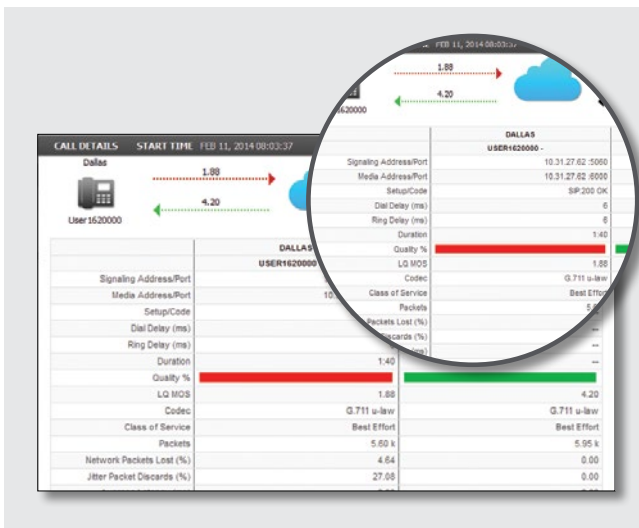 FEB 11, 2014 08:03:37
1.88
4.20
1620000
DALLAS
USER1620000 -
Signaling Address/Port 10.31.27.62 :5060
Media Address/Port 10.31.27.62 :6000
Setup/Code SIP:200 OK
Dial Delay (ms) 6
Ring Delay (ms) 6
Duration 1:40
Quality %
LQ MOS 1.88
Codec G.711 u-law
Class of Service Best Effort
Packets
Packets Lost (%) --
Discards (%) --
CALL DETAILS START TIME FEB 11, 2014 08:03:37
Dallas
1.88
4.20
User1620000
DALLAS
USER1620000
Signaling Address/Port
Media Address/Port 10.
Setup/Code
Dial Delay (ms)
Ring Delay (ms) --
Duration 1:40 --
Quality %
LQ MOS 1.88 4.20
Codec G.711 u-law G.711 u-law
Class of Service Best Effort Best Effort
Packets 5.60 k 5.95 k
Network Packets Lost (%) 4.64 0.00
Jitter Packet Discards (%) 27.08 0.00